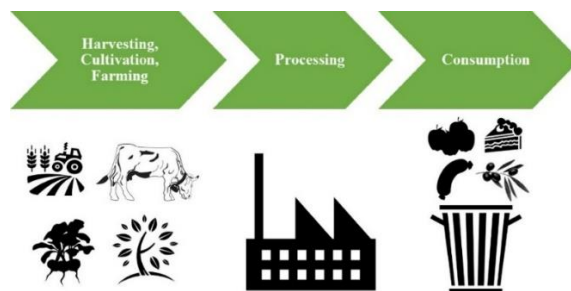 Harvesting,
Cultivation,
Farming
Processing
Consumption